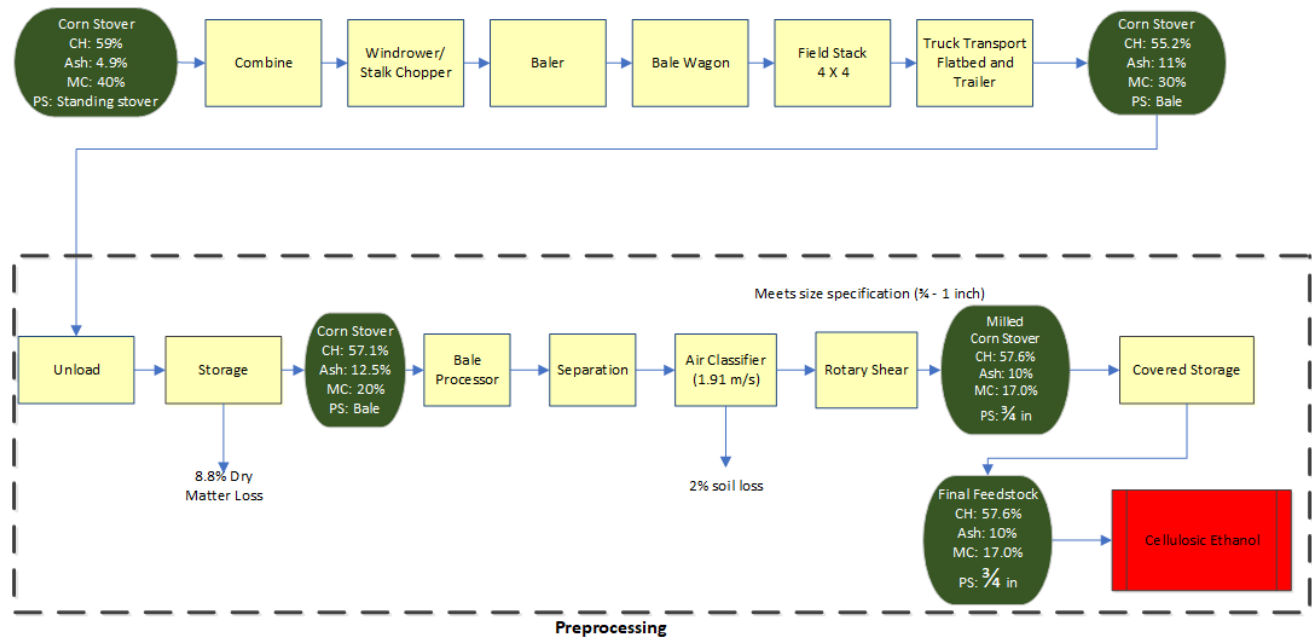 Corn Stover
CH: 59%
Ash: 4.9%
MC: 40%
PS: Standing stover
Combine
Windrower/
Stalk Chopper
Baler
Bale Wagon
Field Stack
4 X 4
Truck Transport
Flatbed and
Trailer
Corn Stover
CH: 55.2%
Ash: 11%
MC: 30%
PS: Bale
Unload
Storage
8.8% Dry
Matter Loss
Corn Stover
CH: 57.1%
Ash: 12.5%
MC: 20%
PS: Bale
Bale
Processor
Separation
Air Classifier
(1.91 m/s)
2% soil loss
Rotary Shear
Meets size specification (¾ - 1 inch)
Milled
Corn Stover
CH: 57.6%
Ash: 10%
MC: 17.0%
PS: ¾ in
Covered Storage
Final Feedstock
CH: 57.6%
Ash: 10%
MC: 17.0%
PS: ¾ in
Cellulosic Ethanol
Preprocessing